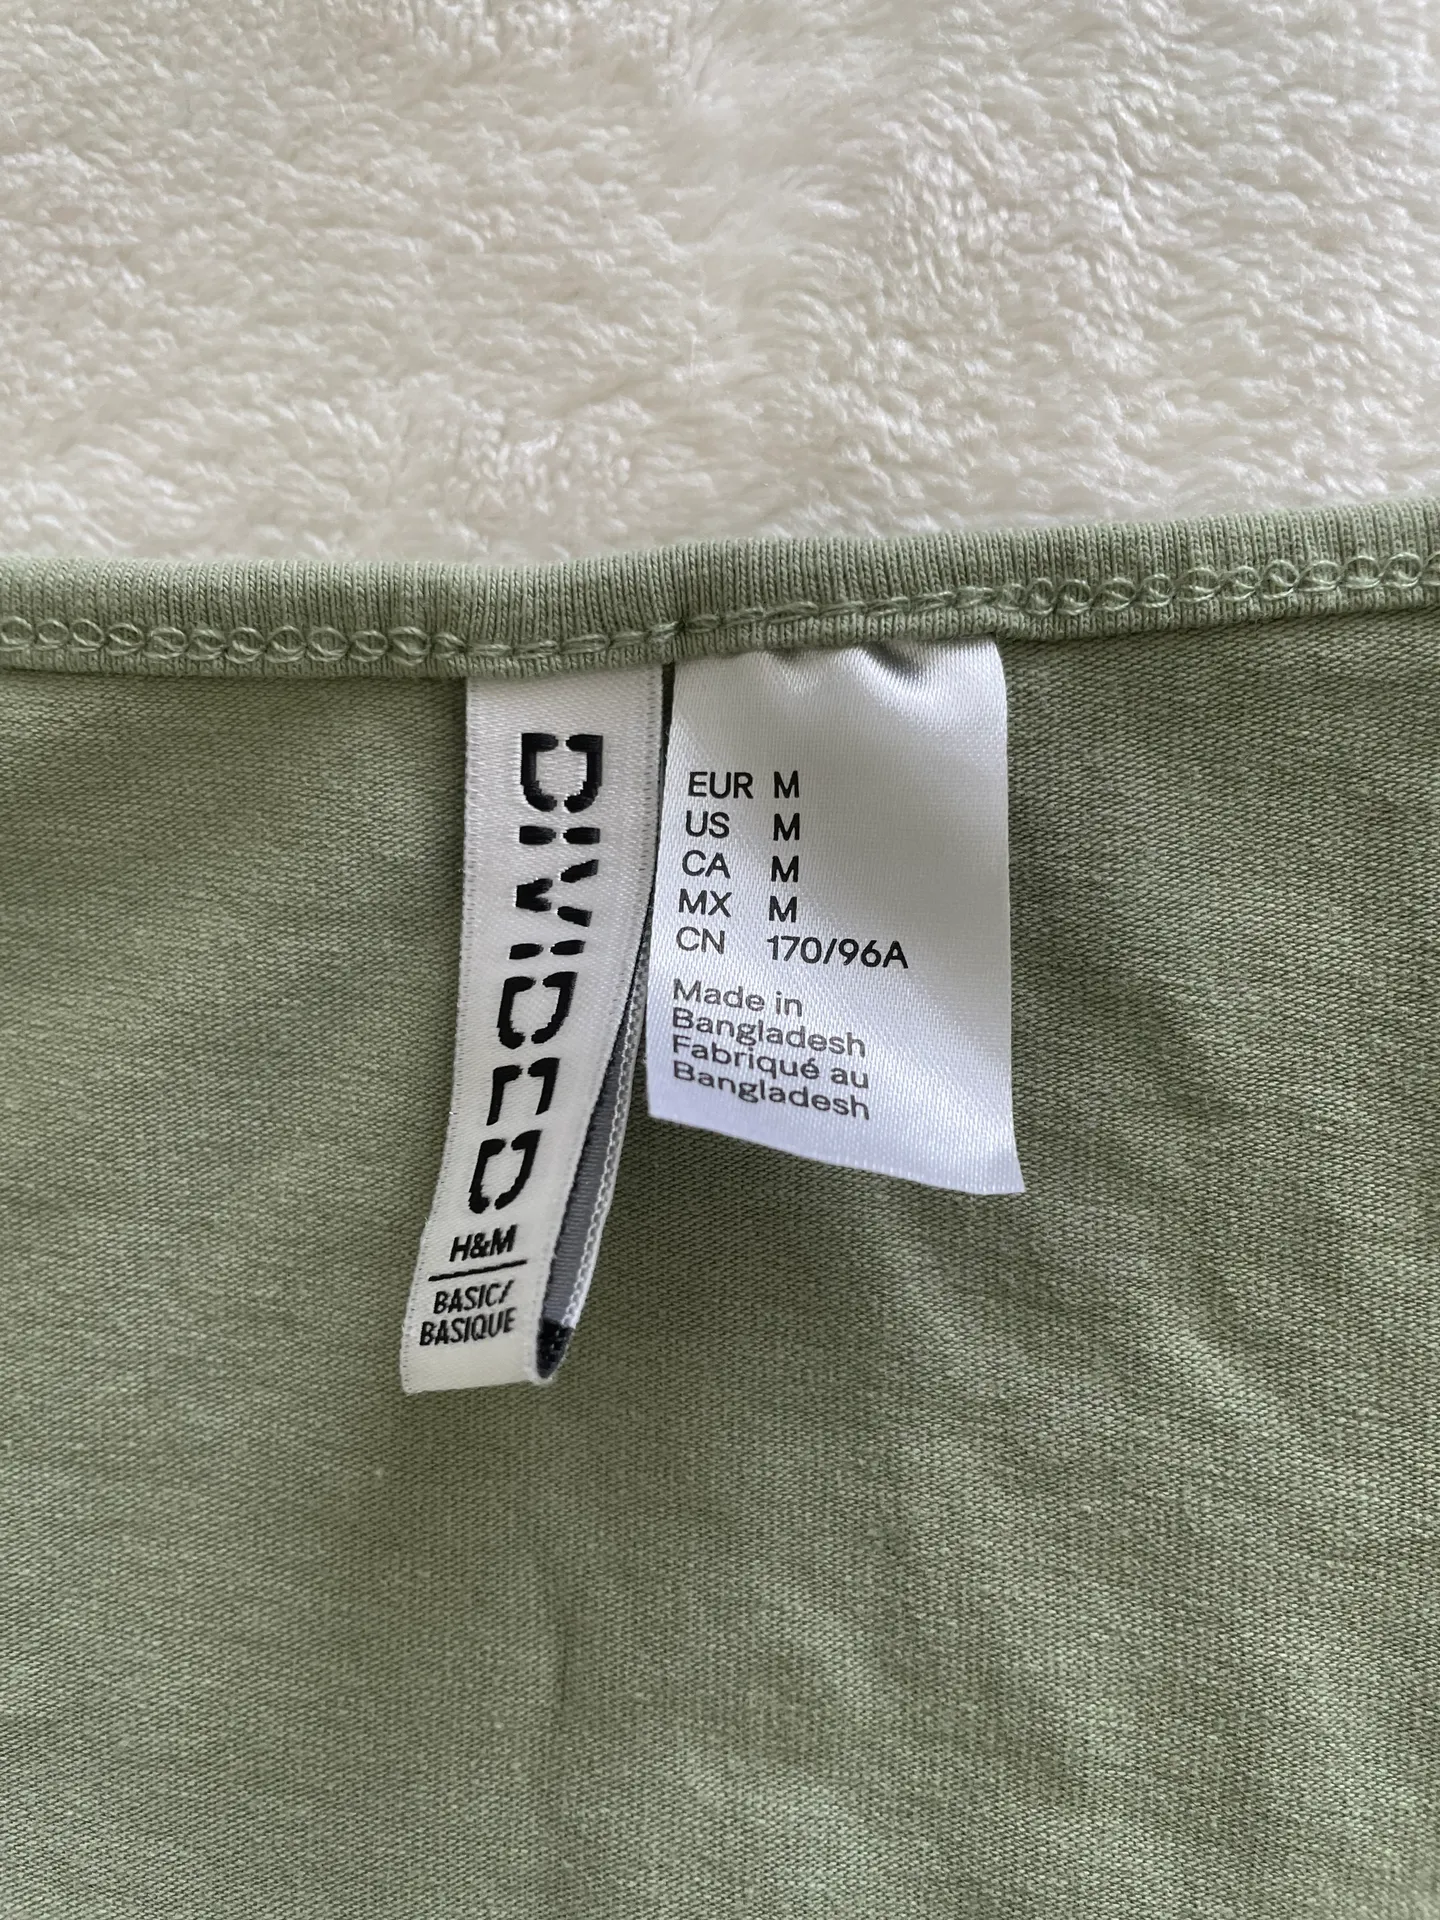 DIVIDED
H&M
BASIC/
BASIQUE
EUR M
US M
CA M
MX M
CN 170/96A
Made in
Bangladesh
Fabriqué au
Bangladesh